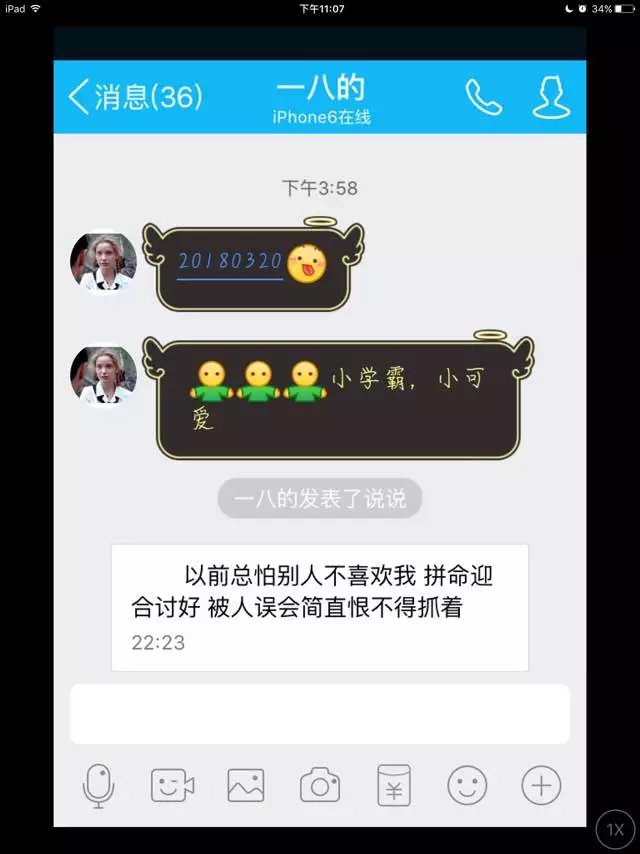 iPad 下午11:07 34%
消息(36) 一八的
iPhone6在线
下午3:58
20180320
小学霸，小可
爱
一八的发表了说说
以前总怕别人不喜欢我 拼命迎
合讨好 被人误会简直恨不得抓着
22:23
¥
1X